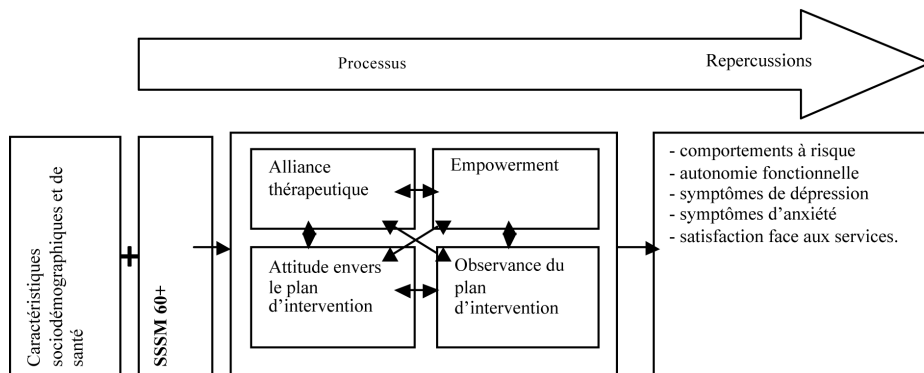 Processus
Repercussions
Caractéristiques
sociodémographiques et de
santé
+
SSSM 60+
Alliance
thérapeutique
Empowerment
Attitude envers
le plan
d’intervention
Observance du
plan
d’intervention
- comportements à risque
- autonomie fonctionnelle
- symptômes de dépression
- symptômes d’anxiété
- satisfaction face aux services.